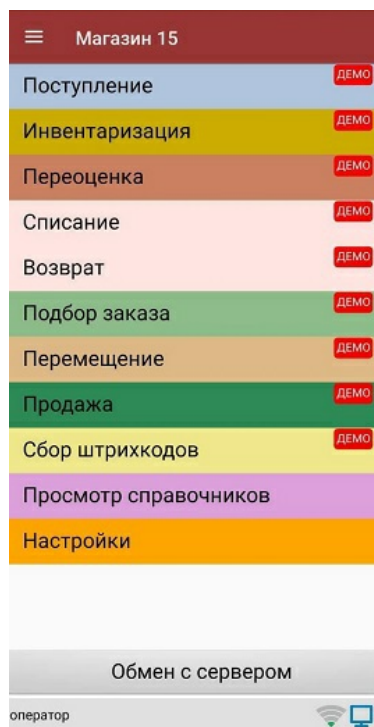 Магазин 15
Поступление
ДЕМО
Инвентаризация
ДЕМО
Переоценка
ДЕМО
Списание
ДЕМО
Возврат
ДЕМО
Подбор заказа
ДЕМО
Перемещение
ДЕМО
Продажа
ДЕМО
Сбор штрихкодов
ДЕМО
Просмотр справочников
Настройки
Обмен с сервером
оператор